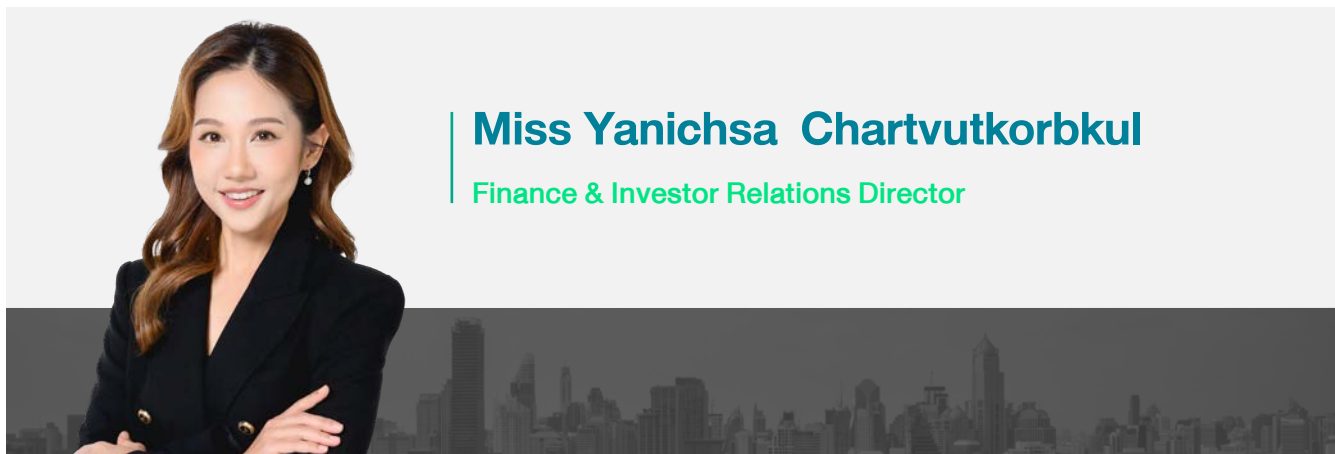 Miss Yanichsa Chartvutkorbkul
Finance & Investor Relations Director